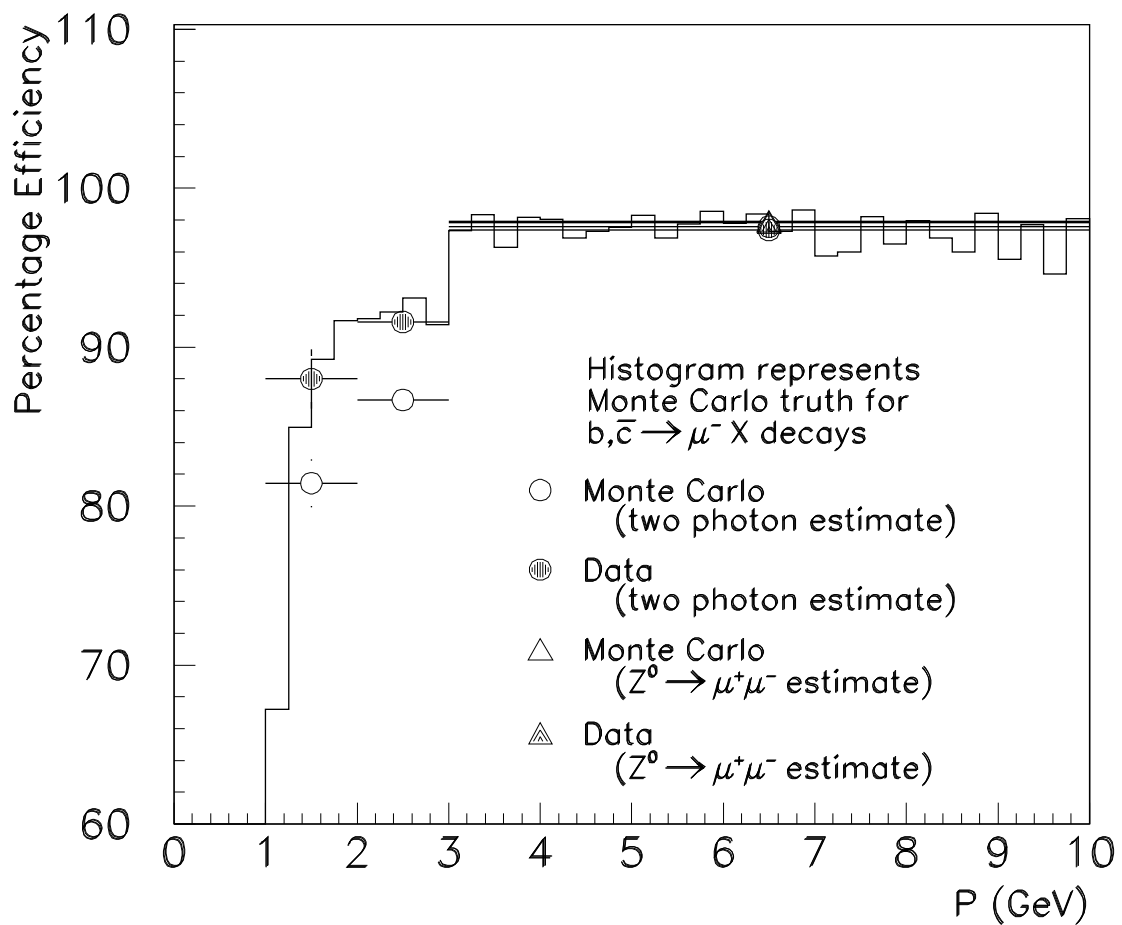 Percentage Efficiency
110
100
90
80
70
60
Histogram represents
Monte Carlo truth for
b,c̅ → μ⁻ X decays
Monte Carlo
(two photon estimate)
Data
(two photon estimate)
Monte Carlo
(Z⁰ → μ⁺μ⁻ estimate)
Data
(Z⁰ → μ⁺μ⁻ estimate)
0 1 2 3 4 5 6 7 8 9 10
P (GeV)